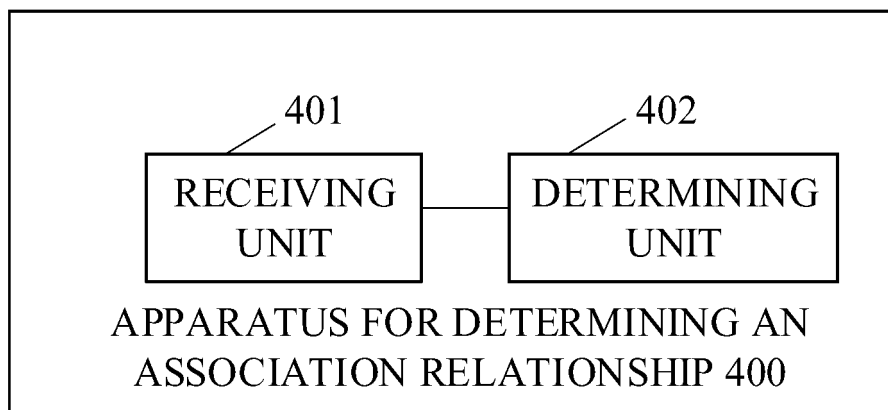 401
402
RECEIVING
UNIT
DETERMINING
UNIT
APPARATUS FOR DETERMINING AN
ASSOCIATION RELATIONSHIP 400